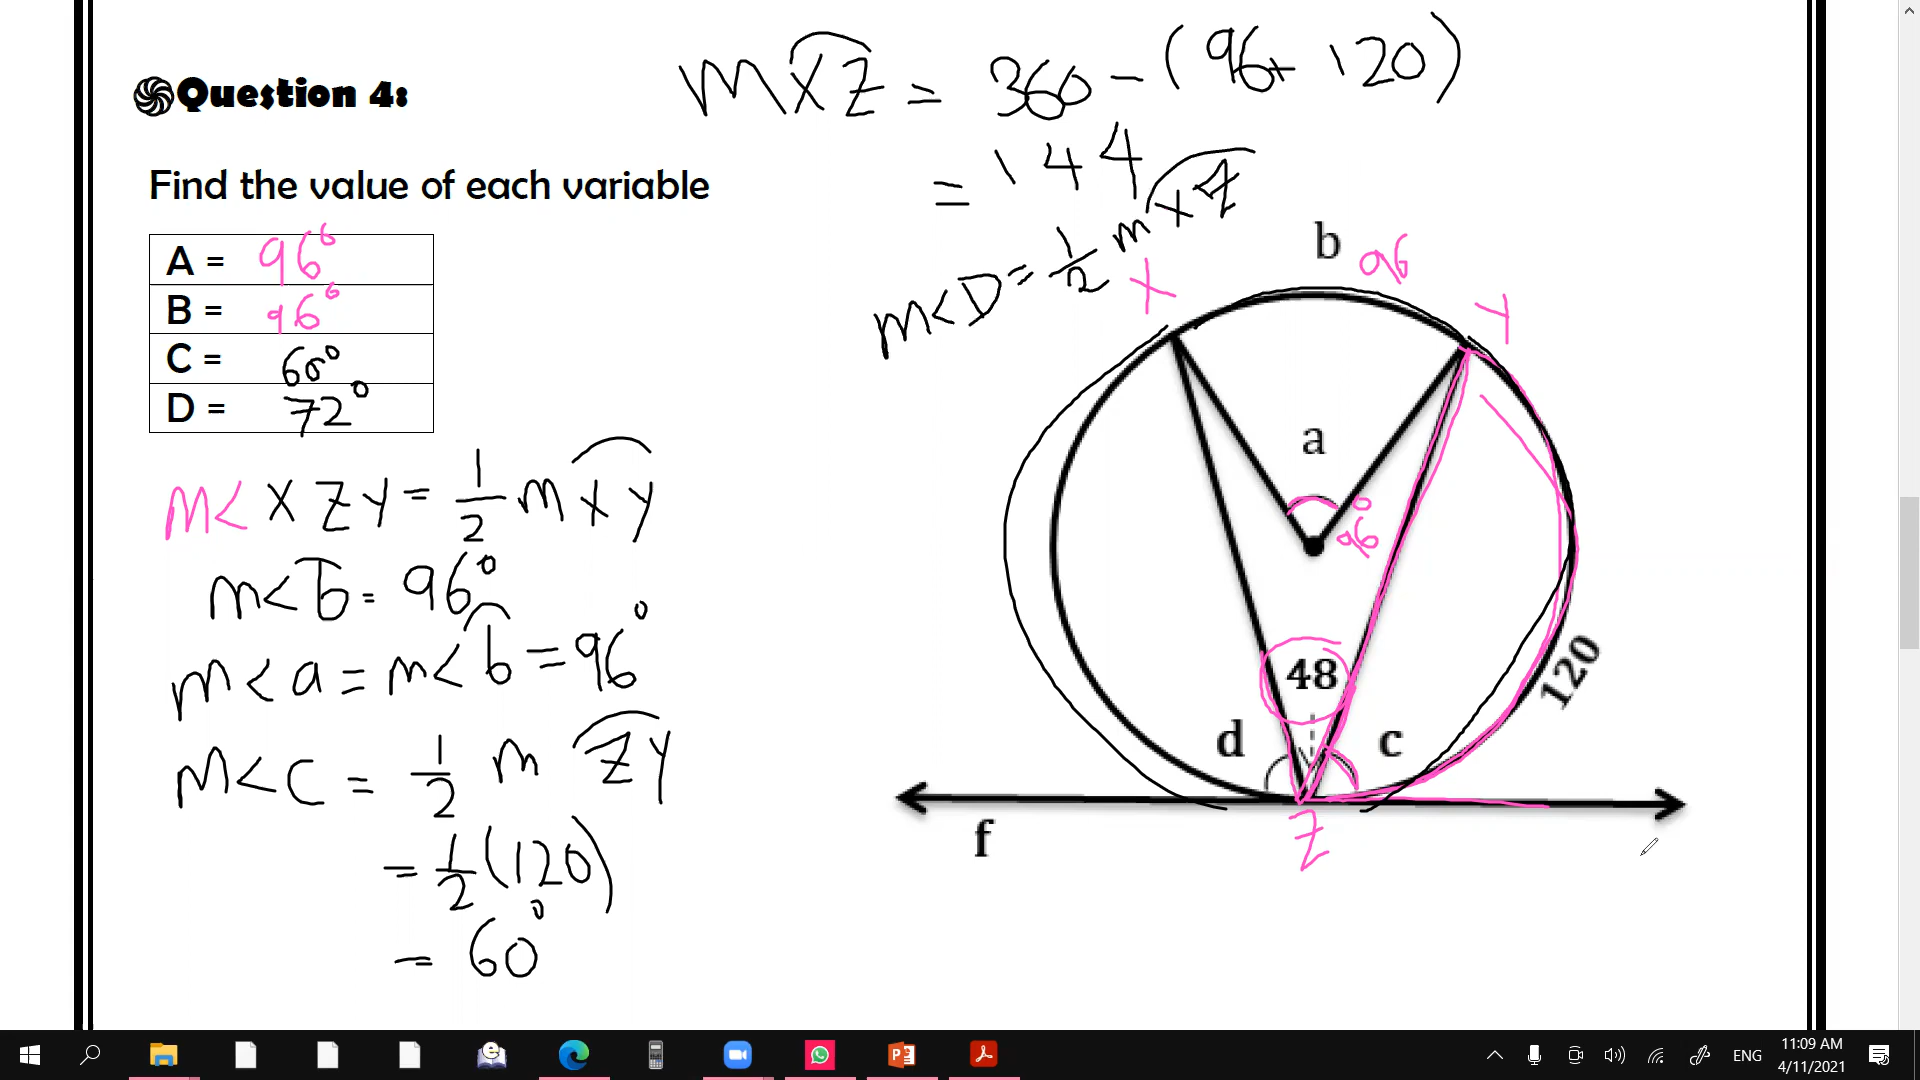 Question 4:
Find the value of each variable
A = 96°
B = 96°
C = 60°
D = 72°
m< XZY = 1/2 m XY
m< b = 96°
m< a = m< b = 96°
m< C = 1/2 m ZY
= 1/2 (120)
= 60°
m XZ = 360 - (96 + 120)
= 144
m< D = 1/2 m XZ
b 96
X
Y
a
96°
48
120
d
c
f
Z
ENG
11:09 AM
4/11/2021